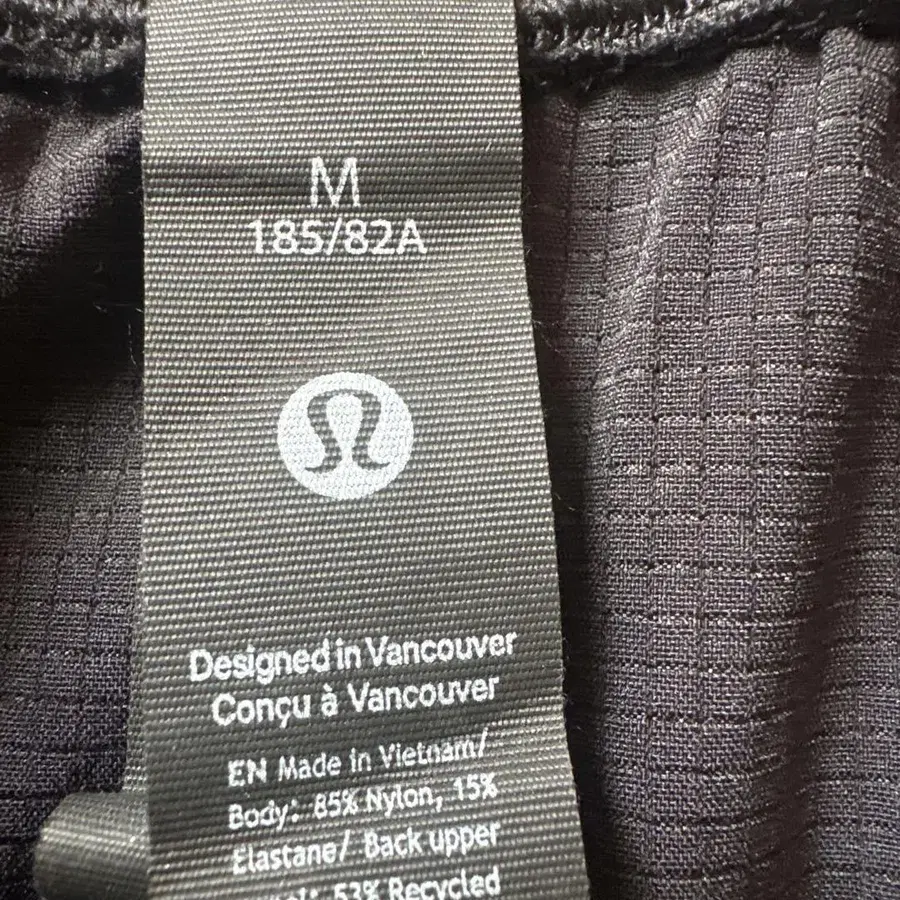 M
185/82A
Designed in Vancouver
Conçu à Vancouver
EN Made in Vietnam/
Body: 85% Nylon, 15%
Elastane/ Back upper
53% Recycled